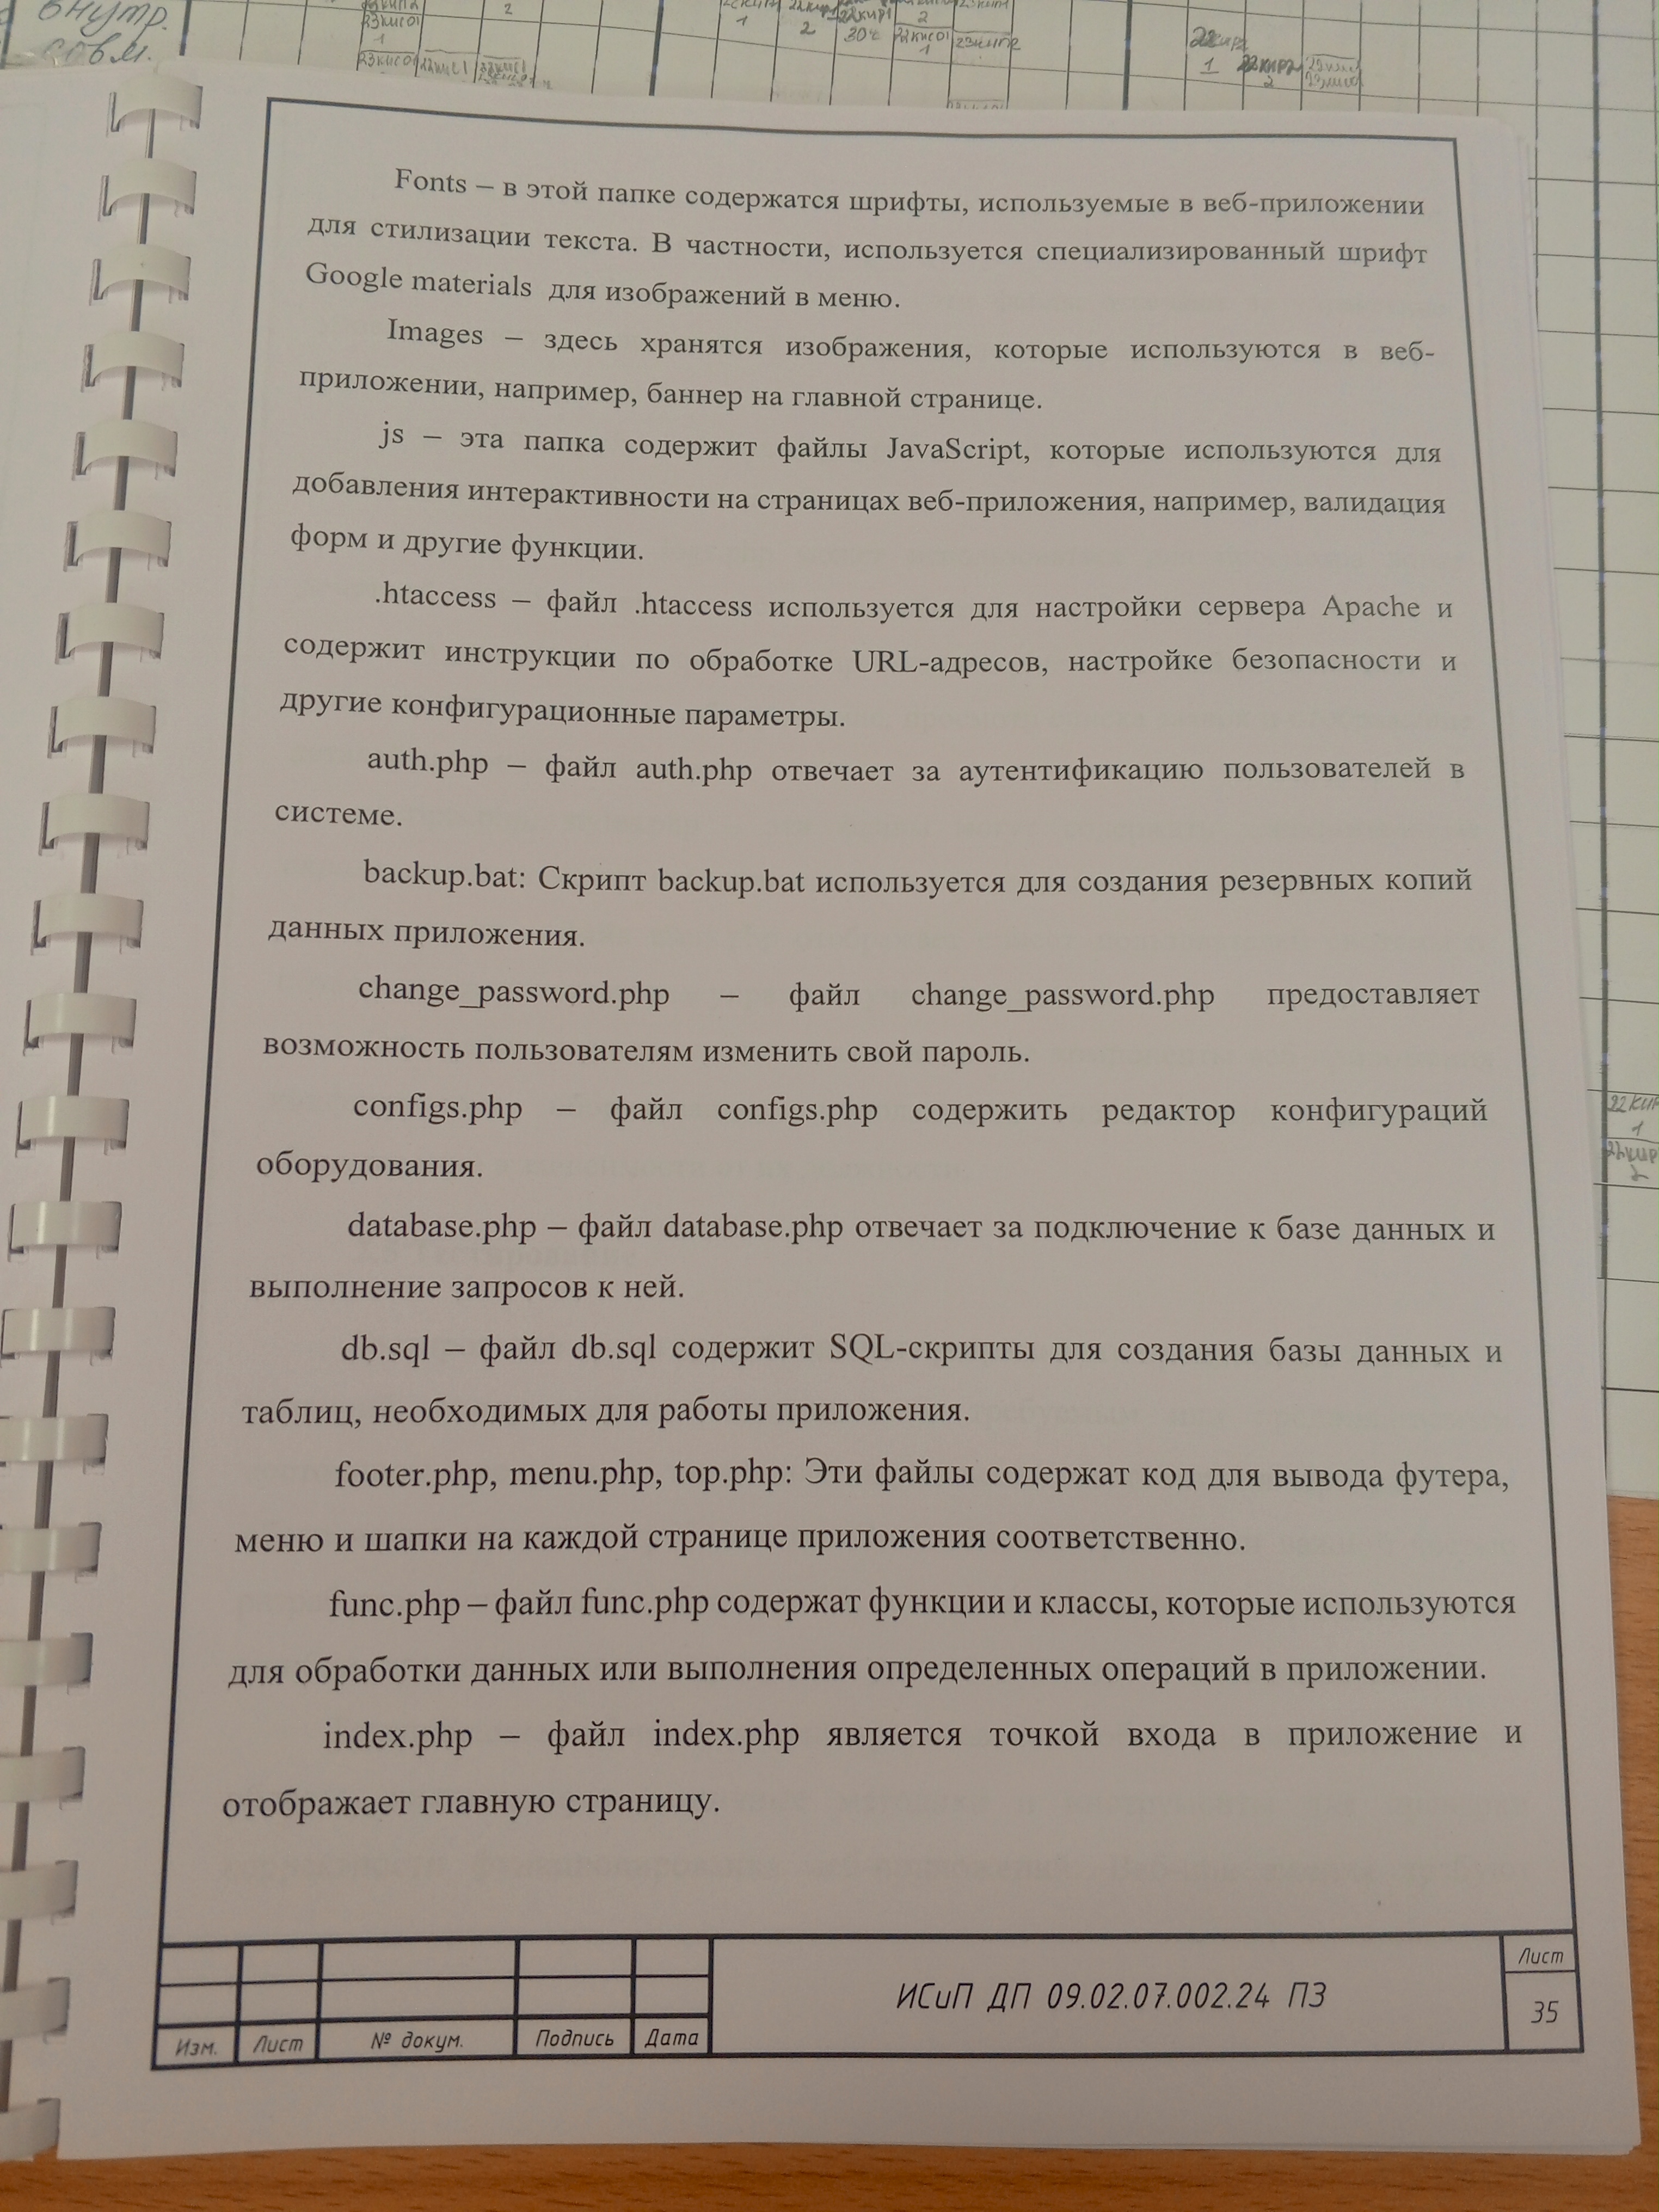 внутр.
совм.
Fonts – в этой папке содержатся шрифты, используемые в веб-приложении
для стилизации текста. В частности, используется специализированный шрифт
Google materials для изображений в меню.
Images – здесь хранятся изображения, которые используются в веб-
приложении, например, баннер на главной странице.
js – эта папка содержит файлы JavaScript, которые используются для
добавления интерактивности на страницах веб-приложения, например, валидация
форм и другие функции.
.htaccess – файл .htaccess используется для настройки сервера Apache и
содержит инструкции по обработке URL-адресов, настройке безопасности и
другие конфигурационные параметры.
auth.php – файл auth.php отвечает за аутентификацию пользователей в
системе.
backup.bat: Скрипт backup.bat используется для создания резервных копий
данных приложения.
change_password.php – файл change_password.php предоставляет
возможность пользователям изменить свой пароль.
configs.php – файл configs.php содержить редактор конфигураций
оборудования.
database.php – файл database.php отвечает за подключение к базе данных и
выполнение запросов к ней.
db.sql – файл db.sql содержит SQL-скрипты для создания базы данных и
таблиц, необходимых для работы приложения.
footer.php, menu.php, top.php: Эти файлы содержат код для вывода футера,
меню и шапки на каждой странице приложения соответственно.
func.php – файл func.php содержат функции и классы, которые используются
для обработки данных или выполнения определенных операций в приложении.
index.php – файл index.php является точкой входа в приложение и
отображает главную страницу.
Изм. Лист № докум. Подпись Дата
ИСиП ДП 09.02.07.002.24 ПЗ
Лист
35